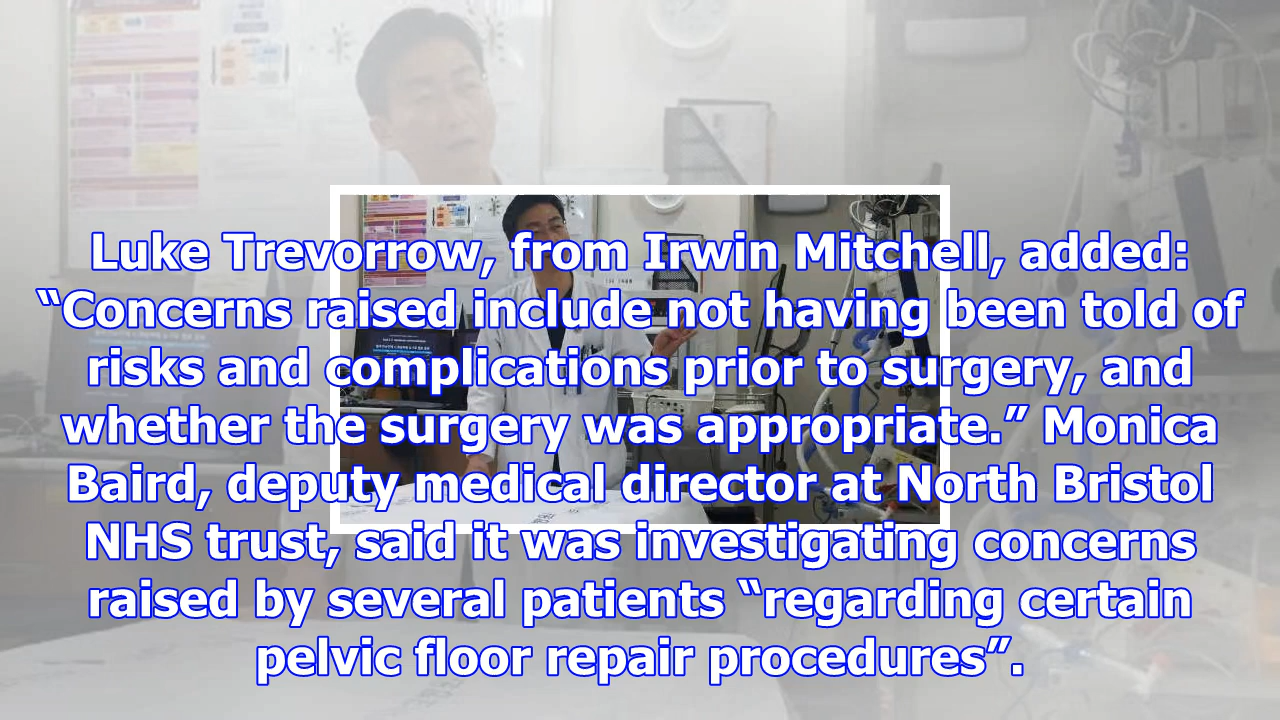 Luke Trevorrow, from Irwin Mitchell, added:
“Concerns raised include not having been told of
risks and complications prior to surgery, and
whether the surgery was appropriate.” Monica
Baird, deputy medical director at North Bristol
NHS trust, said it was investigating concerns
raised by several patients “regarding certain
pelvic floor repair procedures”.